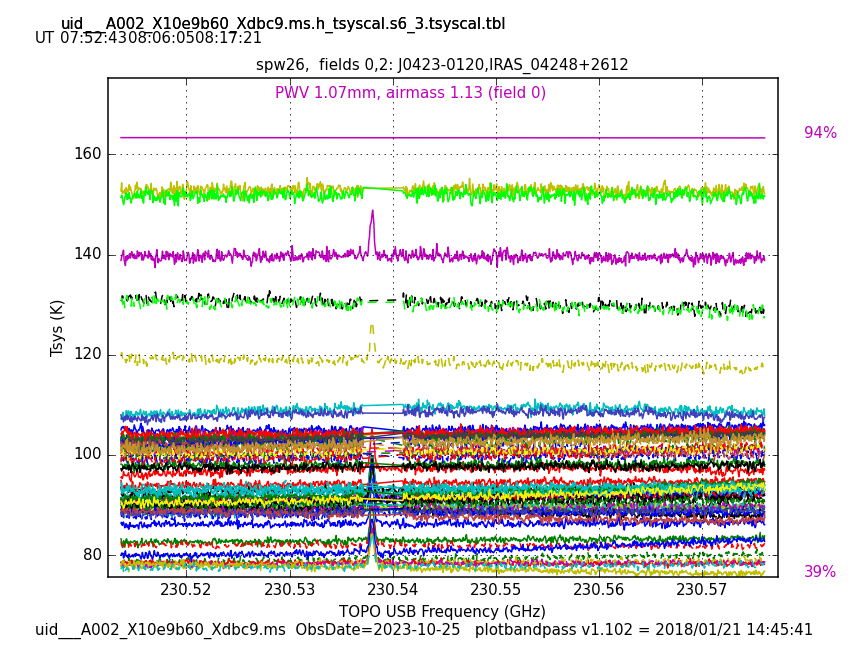 uid___A002_X10e9b60_Xdbc9.ms.h_tsyscal.s6_3.tsyscal.tbl
UT 07:52:4308:06:0508:17:21
spw26,  fields 0,2: J0423-0120,IRAS_04248+2612
PWV 1.07mm, airmass 1.13 (field 0)
94%
160
140
120
100
80
Tsys (K)
39%
230.52 230.53 230.54 230.55 230.56 230.57
TOPO USB Frequency (GHz)
uid___A002_X10e9b60_Xdbc9.ms  ObsDate=2023-10-25   plotbandpass v1.102 = 2018/01/21 14:45:41